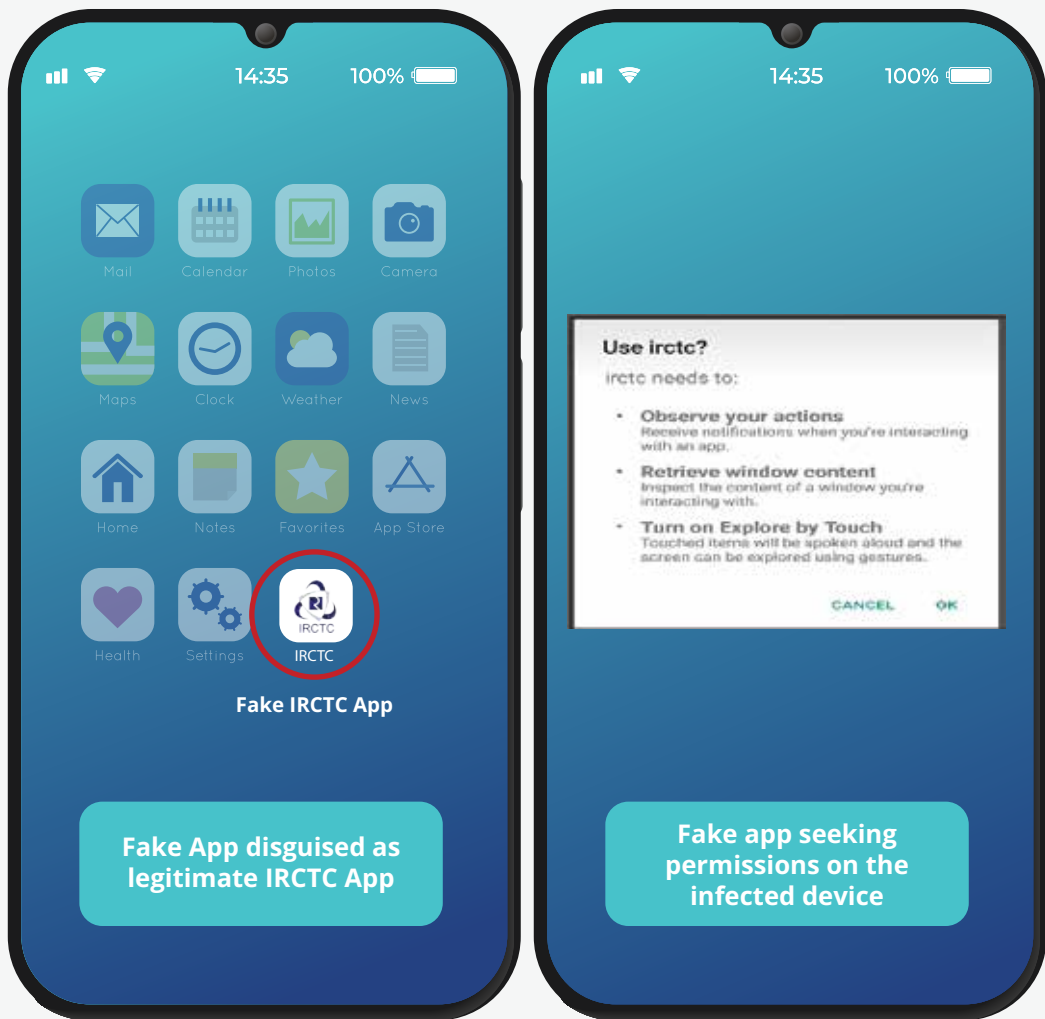 14:35 100%
Mail Calendar Photos Camera
Maps Clock Weather News
Home Notes Favorites App Store
IRCTC
Health Settings IRCTC
Fake IRCTC App
Fake App disguised as
legitimate IRCTC App
14:35 100%
Use irctc?
irctc needs to:
• Observe your actions
Receive notifications when you're interacting
with an app.
• Retrieve window content
Inspect the content of a window you're
interacting with.
• Turn on Explore by Touch
Touched items will be spoken aloud and the
screen can be explored using gestures.
CANCEL OK
Fake app seeking
permissions on the
infected device